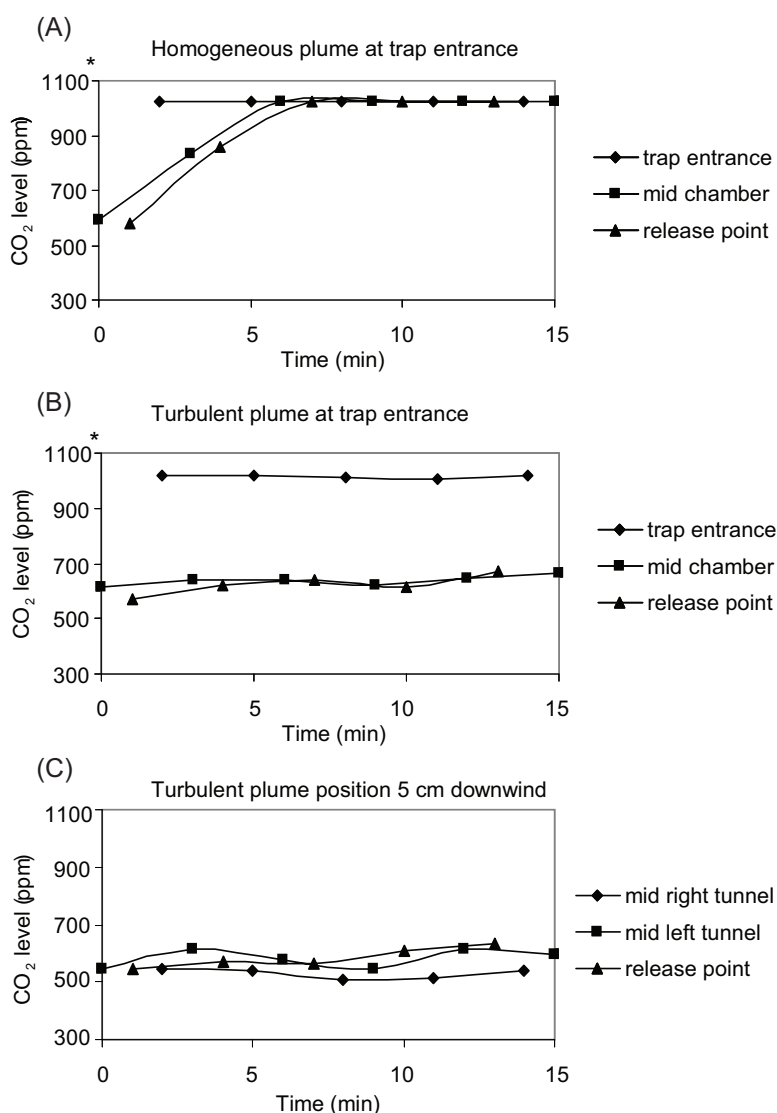 (A)
Homogeneous plume at trap entrance
*
1100
900
700
500
300
CO₂ level (ppm)
0 5 10 15
Time (min)
trap entrance
mid chamber
release point
(B)
Turbulent plume at trap entrance
*
1100
900
700
500
300
CO₂ level (ppm)
0 5 10 15
Time (min)
trap entrance
mid chamber
release point
(C)
Turbulent plume position 5 cm downwind
1100
900
700
500
300
CO₂ level (ppm)
0 5 10 15
Time (min)
mid right tunnel
mid left tunnel
release point